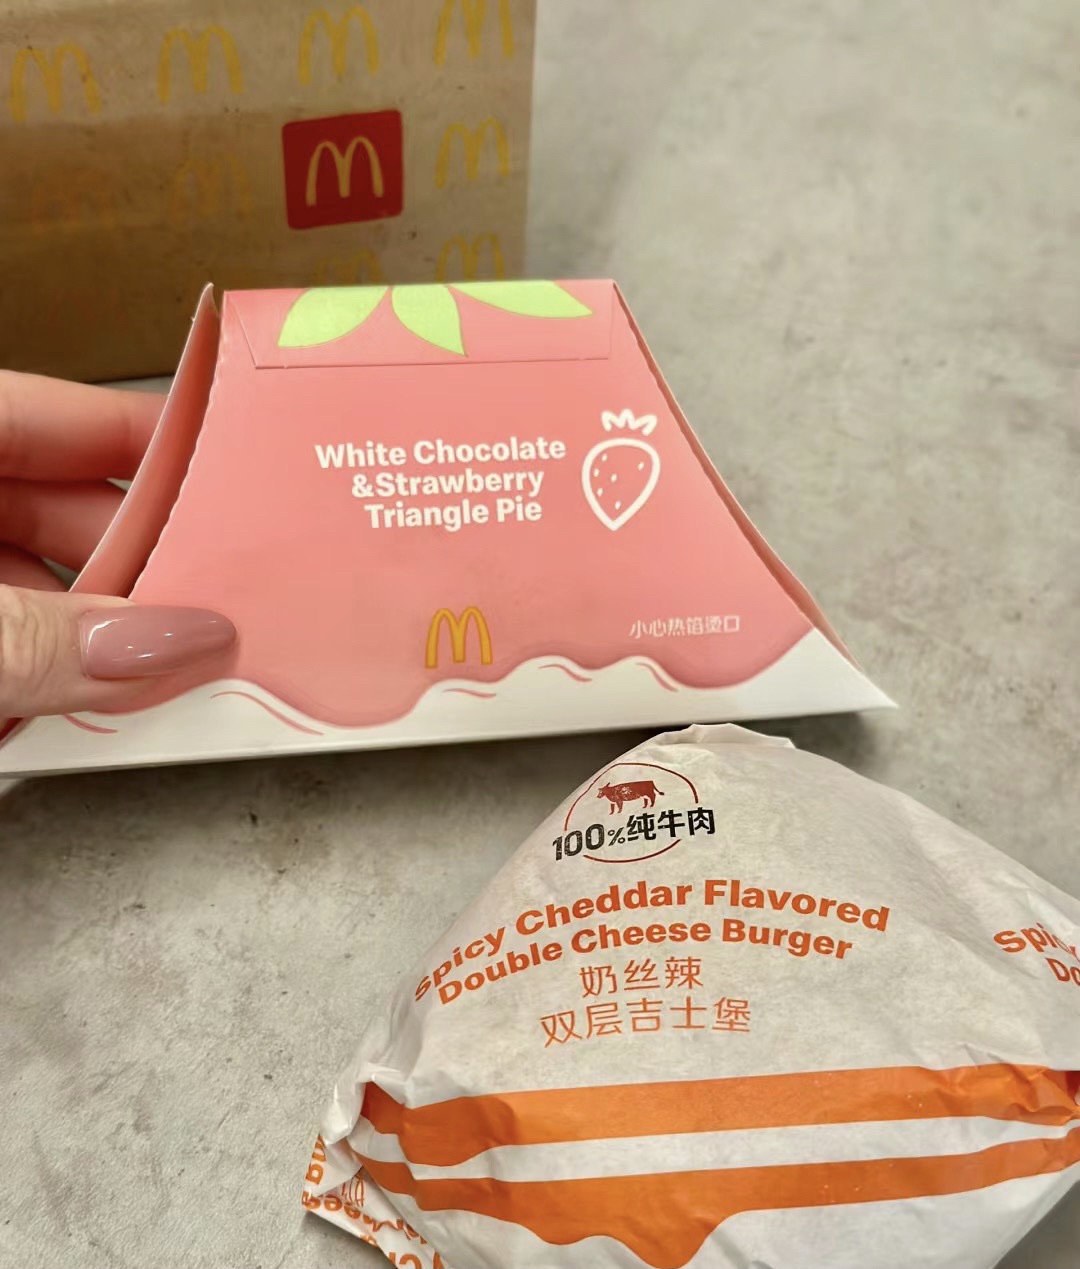 White Chocolate
&Strawberry
Triangle Pie
小心热馅烫口
100%纯牛肉
Spicy Cheddar Flavored
Double Cheese Burger
奶丝辣
双层吉士堡